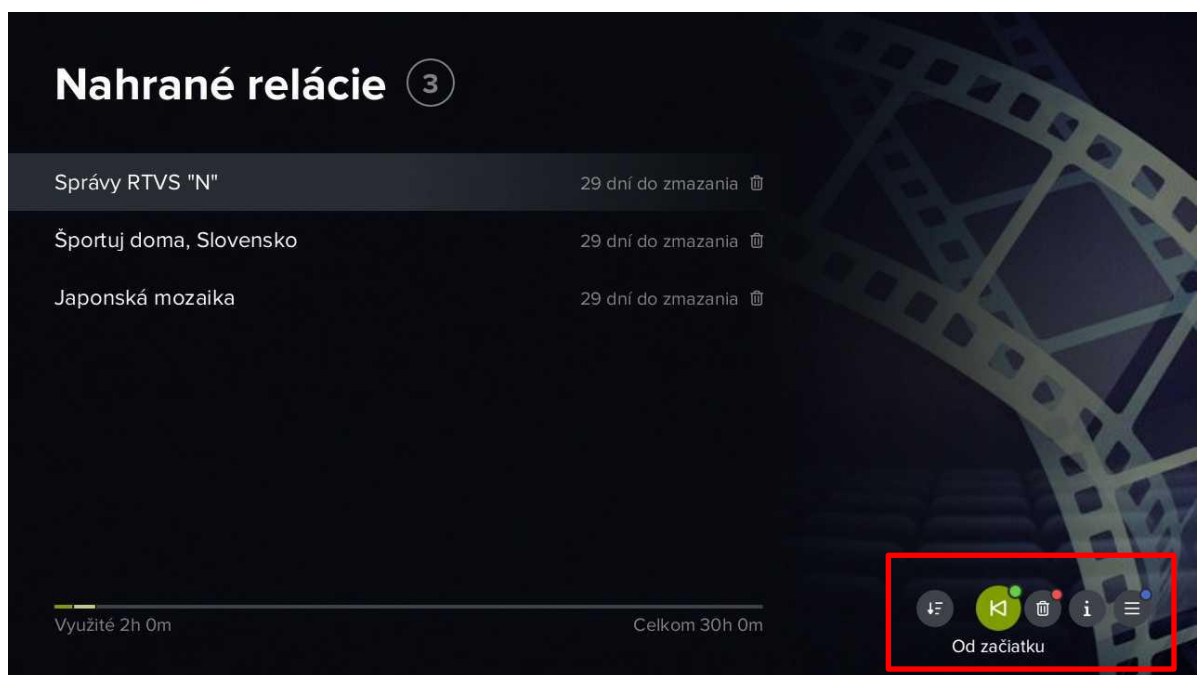 Nahrané relácie 3
Správy RTVS "N" 29 dní do zmazania
Športuj doma, Slovensko 29 dní do zmazania
Japonská mozaika 29 dní do zmazania
Využité 2h 0m Celkom 30h 0m
Od začiatku